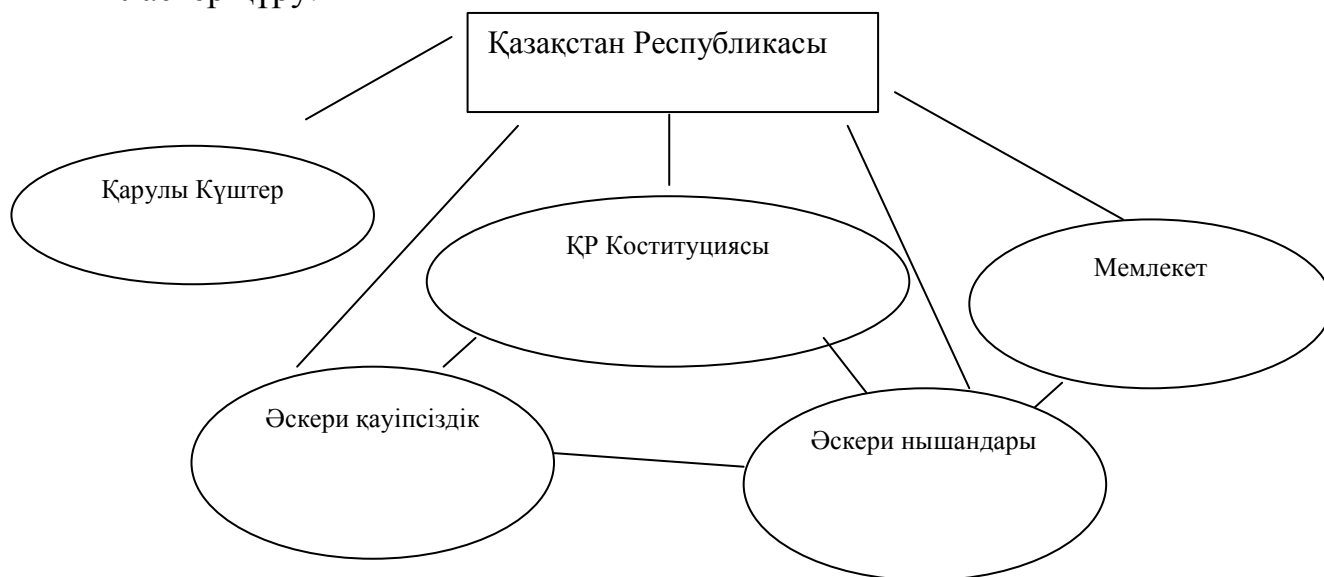 Қазақстан Республикасы
Қарулы Күштер
ҚР Коституциясы
Мемлекет
Әскери қауіпсіздік
Әскери нышандары